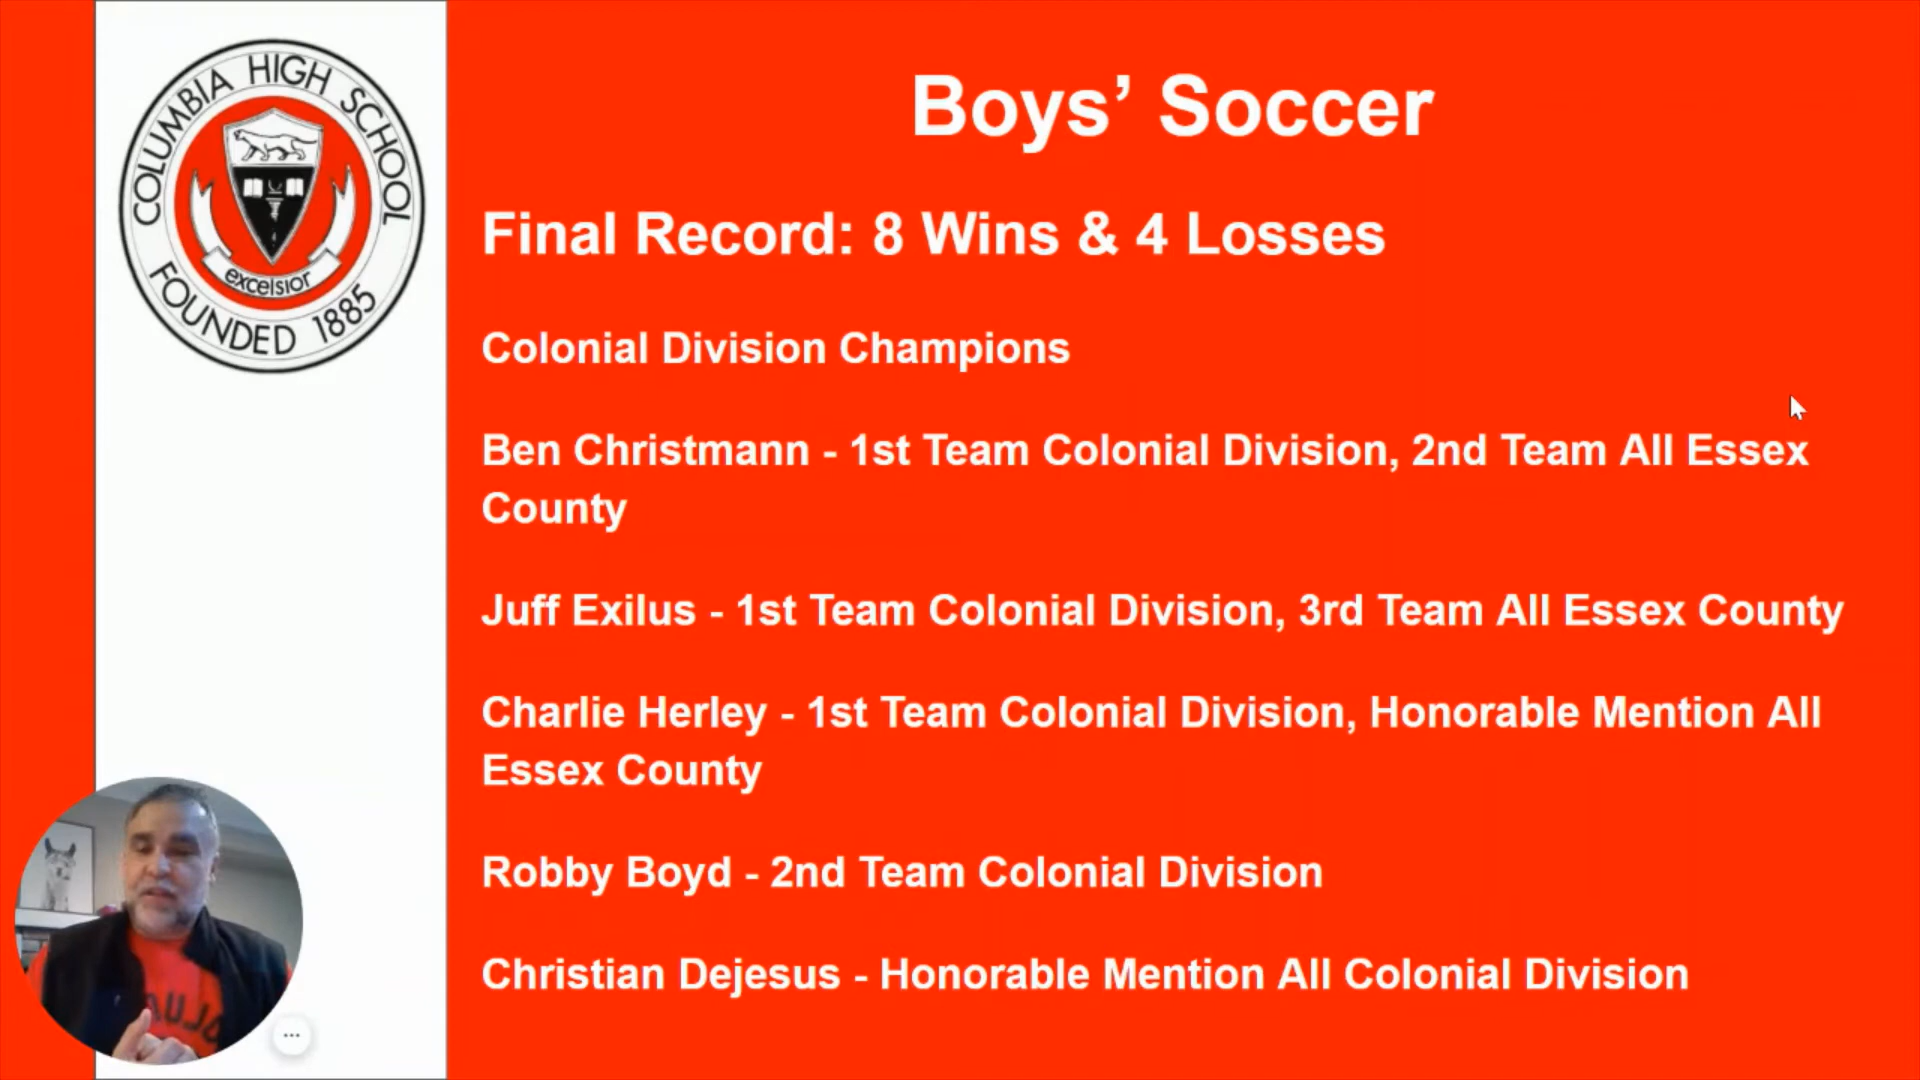 COLUMBIA HIGH SCHOOL
excelsior
FOUNDED 1885
Boys’ Soccer
Final Record: 8 Wins & 4 Losses
Colonial Division Champions
Ben Christmann - 1st Team Colonial Division, 2nd Team All Essex
County
Juff Exilus - 1st Team Colonial Division, 3rd Team All Essex County
Charlie Herley - 1st Team Colonial Division, Honorable Mention All
Essex County
Robby Boyd - 2nd Team Colonial Division
Christian Dejesus - Honorable Mention All Colonial Division